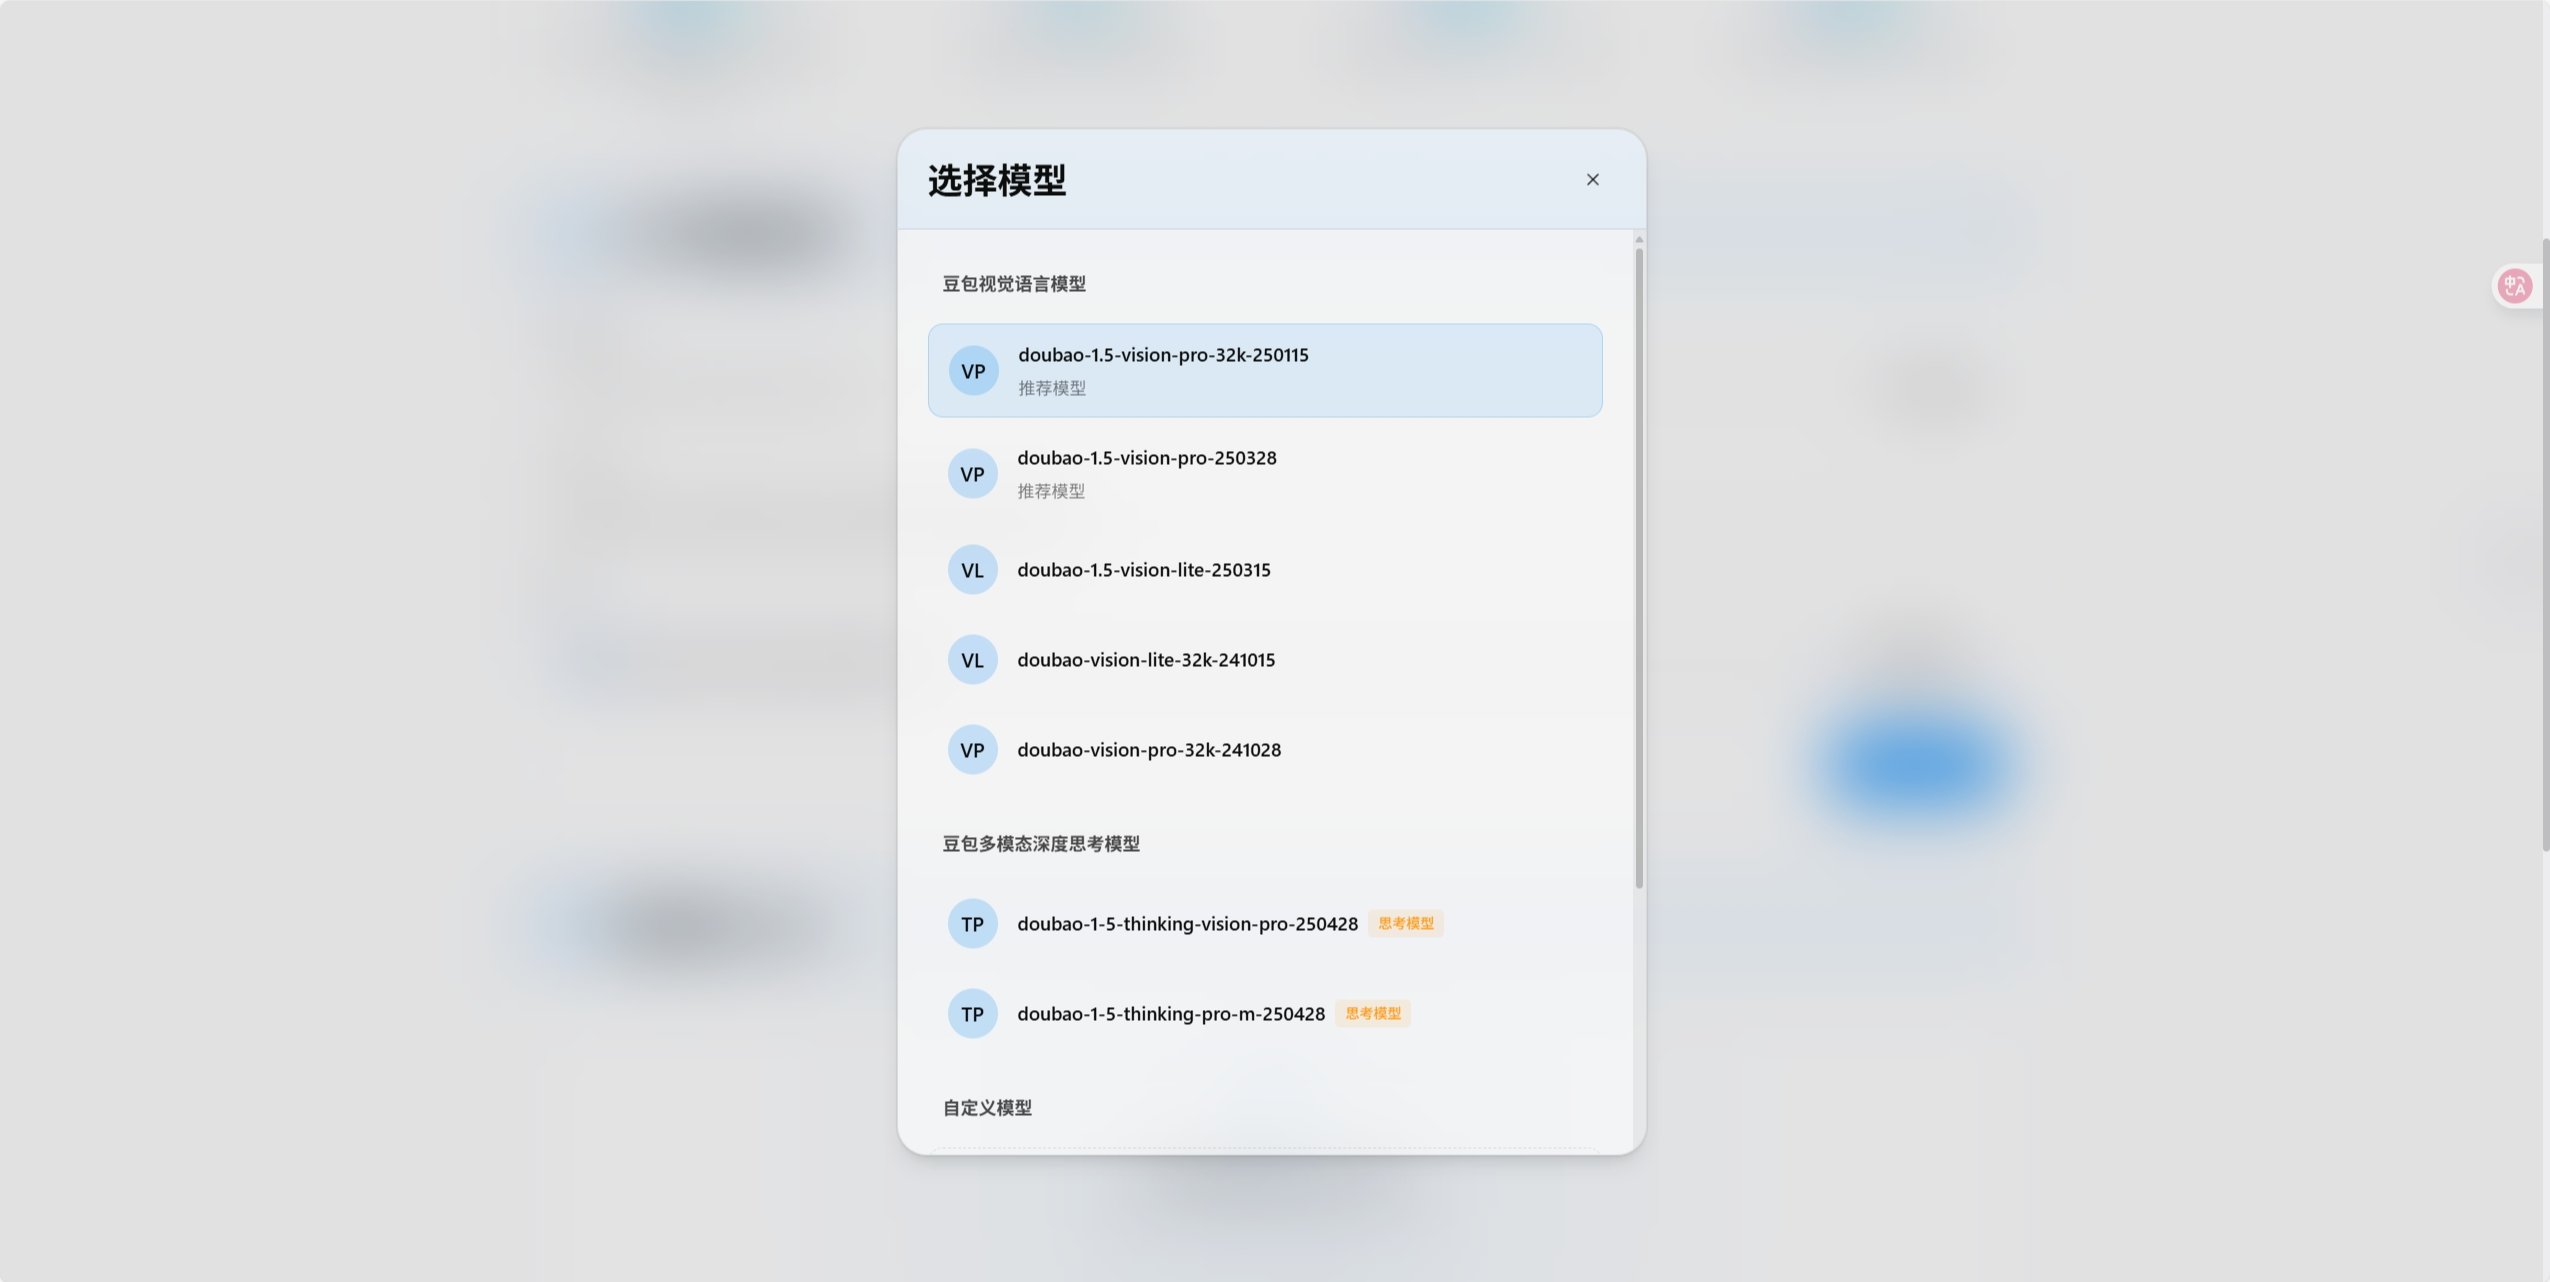 选择模型
豆包视觉语言模型
VP
doubao-1.5-vision-pro-32k-250115
推荐模型
VP
doubao-1.5-vision-pro-250328
推荐模型
VL
doubao-1.5-vision-lite-250315
VL
doubao-vision-lite-32k-241015
VP
doubao-vision-pro-32k-241028
豆包多模态深度思考模型
TP
doubao-1-5-thinking-vision-pro-250428 思考模型
TP
doubao-1-5-thinking-pro-m-250428 思考模型
自定义模型
中A